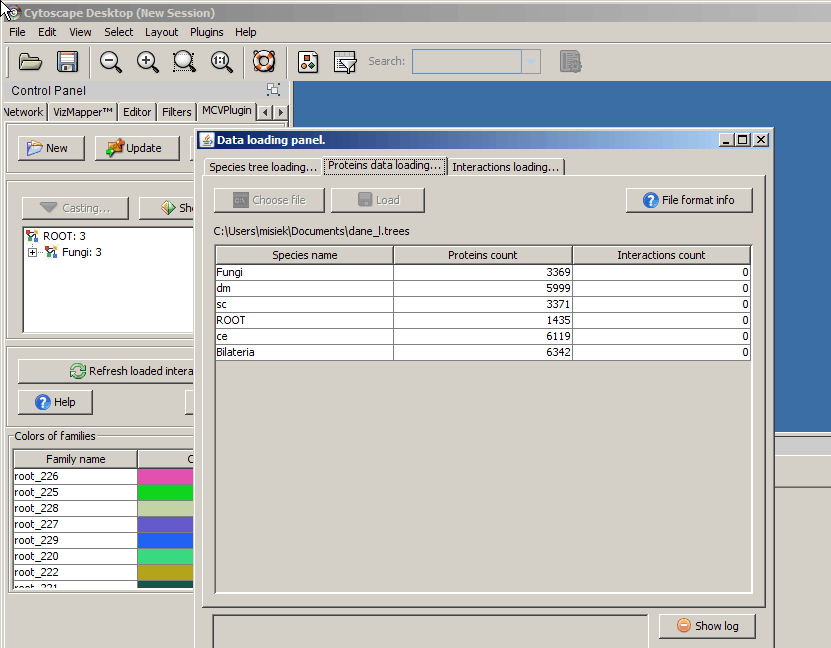 Cytoscape Desktop (New Session)
File Edit View Select Layout Plugins Help
1:1 Search:
Control Panel
Network VizMapper™ Editor Filters MCVPlugin
New Update
Casting...
ROOT: 3
Fungi: 3
Refresh loaded intera
Help
Colors of families
Family name C
root_226
root_225
root_228
root_227
root_229
root_220
root_222
root_221
Data loading panel.
Species tree loading... Proteins data loading... Interactions loading...
Choose file Load File format info
C:\Users\misiek\Documents\dane_l.trees
Species name Proteins count Interactions count
Fungi 3369 0
dm 5999 0
sc 3371 0
ROOT 1435 0
ce 6119 0
Bilateria 6342 0
Show log